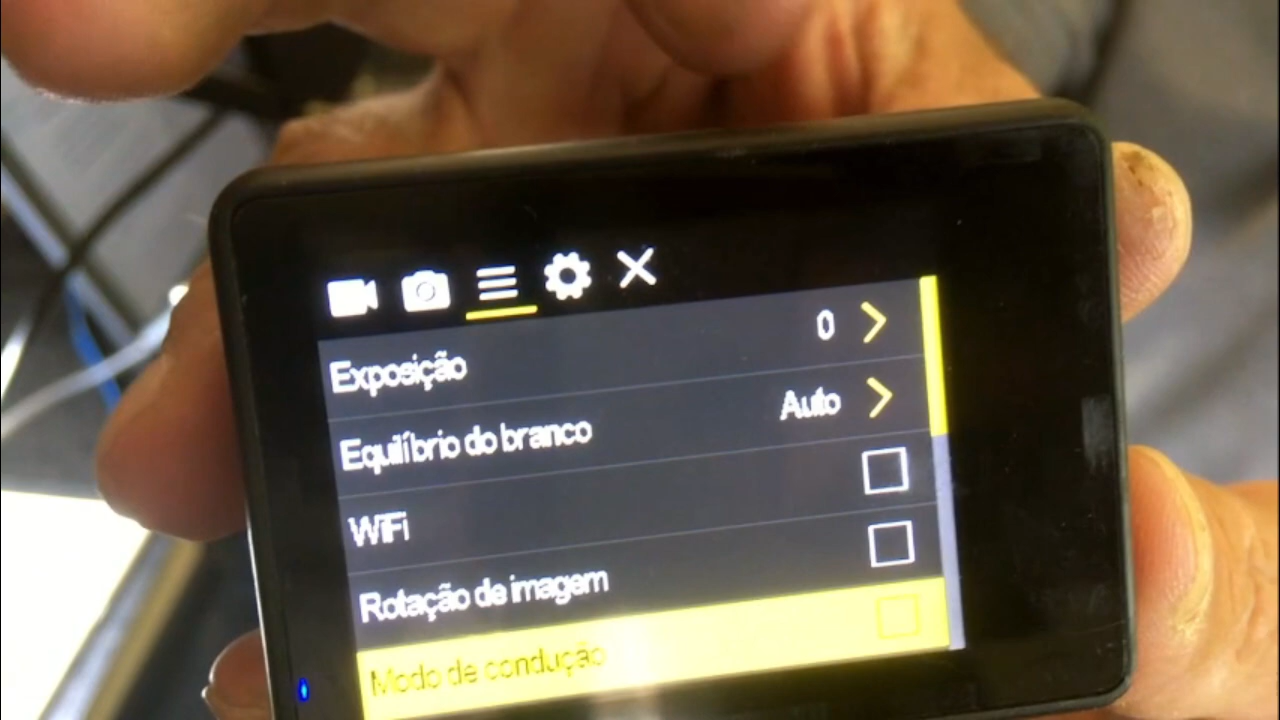 Exposição 0
Equilíbrio do branco Auto
WiFi
Rotação de imagem
Modo de condução